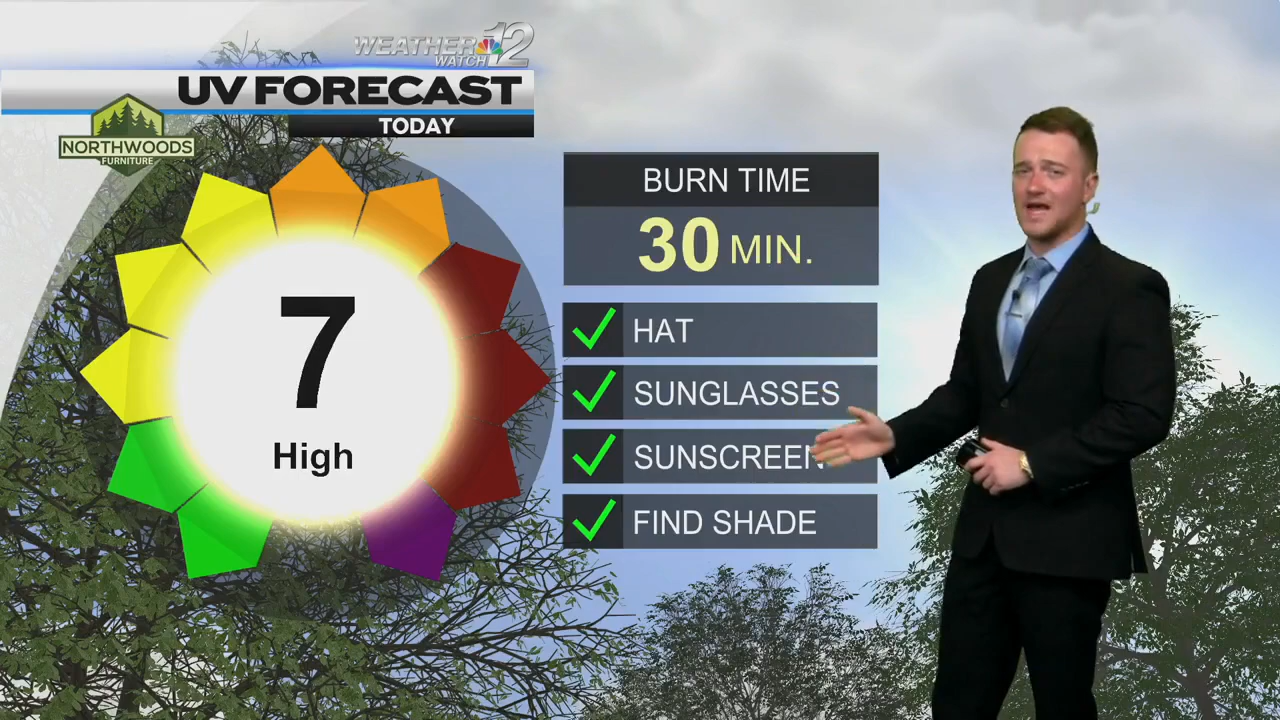 WEATHER 12
WATCH
UV FORECAST
TODAY
NORTHWOODS
FURNITURE
7
High
BURN TIME
30 MIN.
HAT
SUNGLASSES
SUNSCREEN
FIND SHADE